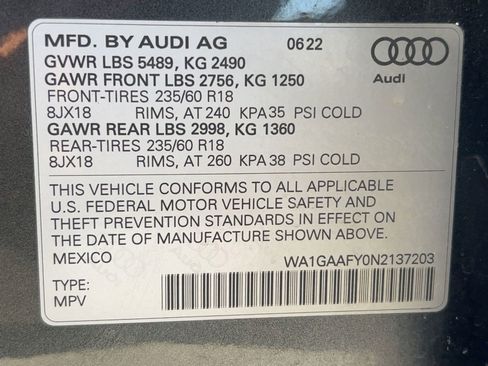 MFD. BY AUDI AG 0622
GVWR LBS 5489, KG 2490
GAWR FRONT LBS 2756, KG 1250
Audi
FRONT-TIRES 235/60 R18
8JX18 RIMS, AT 240 KPA35 PSI COLD
GAWR REAR LBS 2998, KG 1360
REAR-TIRES 235/60 R18
8JX18 RIMS, AT 260 KPA 38 PSI COLD
THIS VEHICLE CONFORMS TO ALL APPLICABLE
U.S. FEDERAL MOTOR VEHICLE SAFETY AND
THEFT PREVENTION STANDARDS IN EFFECT ON
THE DATE OF MANUFACTURE SHOWN ABOVE.
MEXICO WA1GAAFY0N2137203
TYPE:
MPV